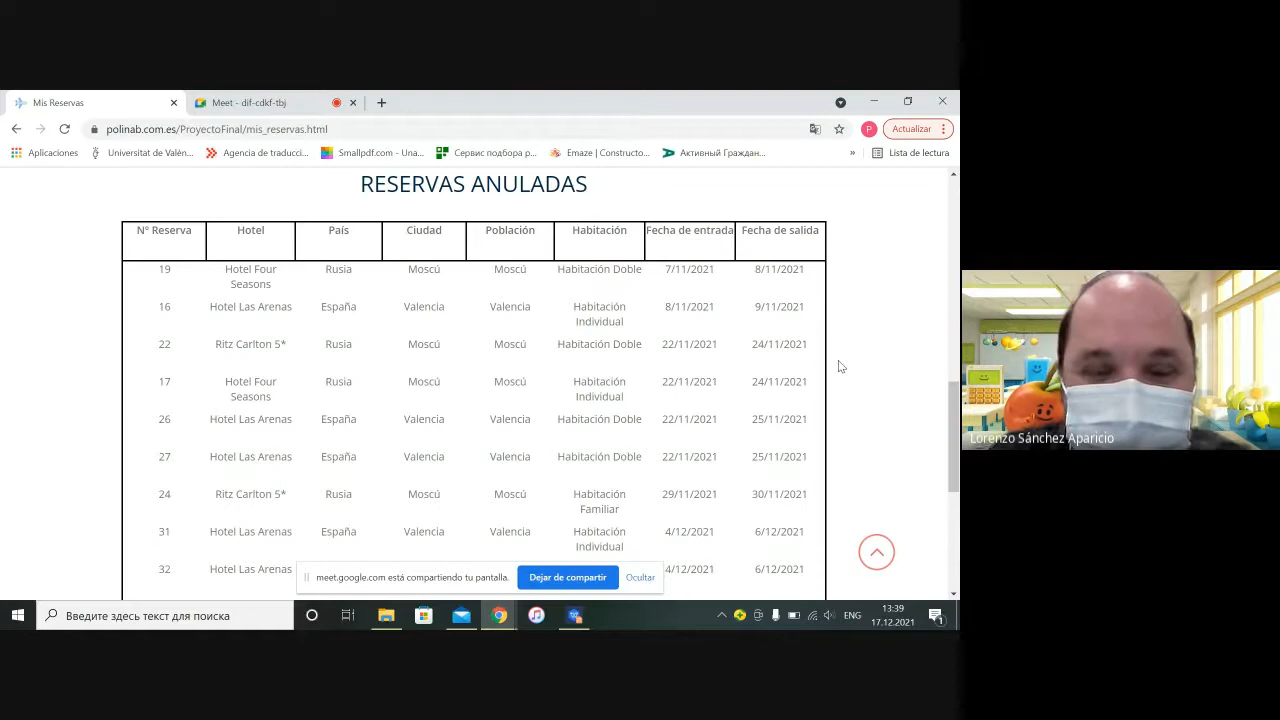 Mis Reservas
Meet - dif-cdkf-tbj
polinab.com.es/ProyectoFinal/mis_reservas.html
Actualizar
Aplicaciones
Universitat de Valén...
Agencia de traducci...
Smallpdf.com - Una...
Сервис подбора р...
Emaze | Constructo...
Активный Граждан...
»
Lista de lectura
RESERVAS ANULADAS
Nº Reserva Hotel País Ciudad Población Habitación Fecha de entrada Fecha de salida
19 Hotel Four Rusia Moscú Moscú Habitación Doble 7/11/2021 8/11/2021
Seasons
16 Hotel Las Arenas España Valencia Valencia Habitación 8/11/2021 9/11/2021
Individual
22 Ritz Carlton 5* Rusia Moscú Moscú Habitación Doble 22/11/2021 24/11/2021
17 Hotel Four Rusia Moscú Moscú Habitación 22/11/2021 24/11/2021
Seasons Individual
26 Hotel Las Arenas España Valencia Valencia Habitación Doble 22/11/2021 25/11/2021
27 Hotel Las Arenas España Valencia Valencia Habitación Doble 22/11/2021 25/11/2021
24 Ritz Carlton 5* Rusia Moscú Moscú Habitación 29/11/2021 30/11/2021
Familiar
31 Hotel Las Arenas España Valencia Valencia Habitación 4/12/2021 6/12/2021
Individual
32 Hotel Las Arenas 4/12/2021 6/12/2021
meet.google.com está compartiendo tu pantalla.
Dejar de compartir
Ocultar
Введите здесь текст для поиска
ENG
13:39
17.12.2021
1
P
Lorenzo Sánchez Aparicio